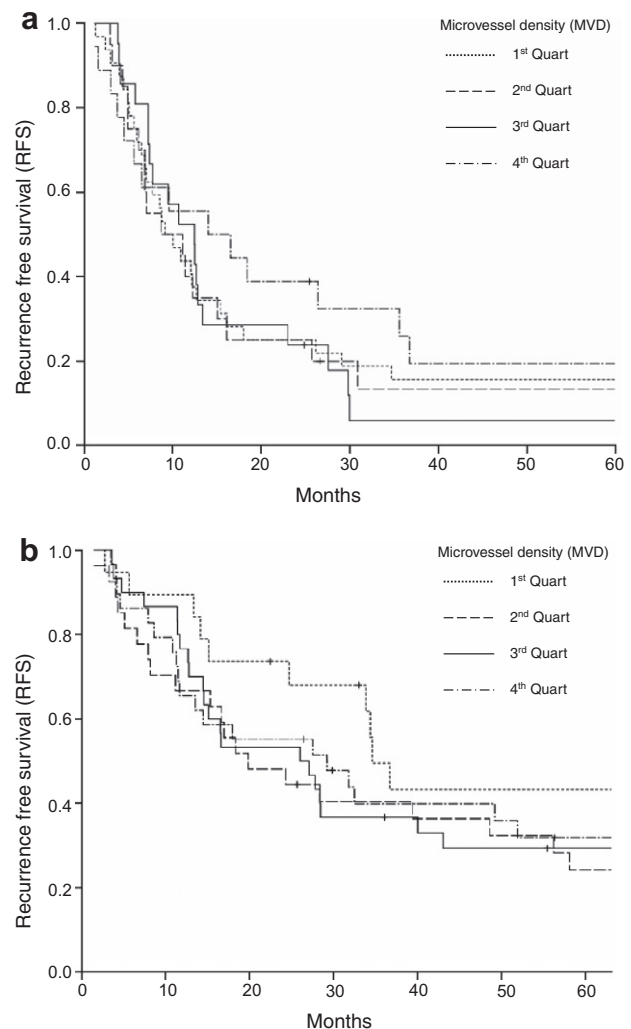 a
1.0
Microvessel density (MVD)
1st Quart
0.8
2nd Quart
3rd Quart
4th Quart
0.6
0.4
0.2
0.0
Recurrence free survival (RFS)
0 10 20 30 40 50 60
Months
b
1.0
Microvessel density (MVD)
1st Quart
2nd Quart
0.8
3rd Quart
4th Quart
0.6
0.4
0.2
0.0
Recurrence free survival (RFS)
0 10 20 30 40 50 60
Months